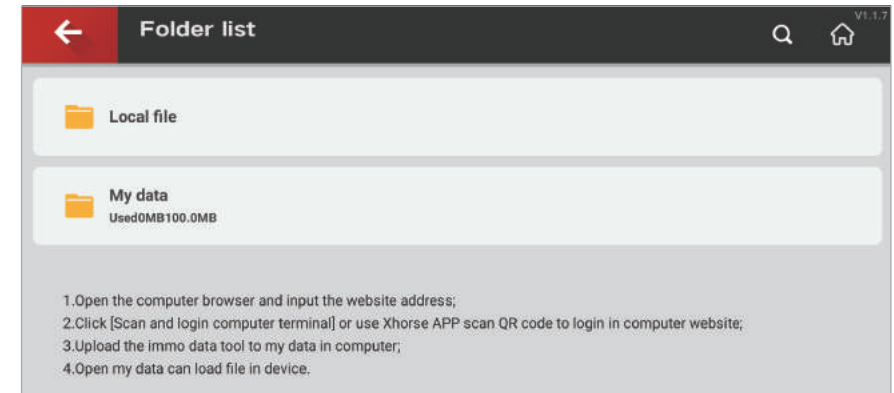 V1.1.7
Folder list
Local file
My data
Used0MB100.0MB
1.Open the computer browser and input the website address;
2.Click [Scan and login computer terminal] or use Xhorse APP scan QR code to login in computer website;
3.Upload the immo data tool to my data in computer;
4.Open my data can load file in device.